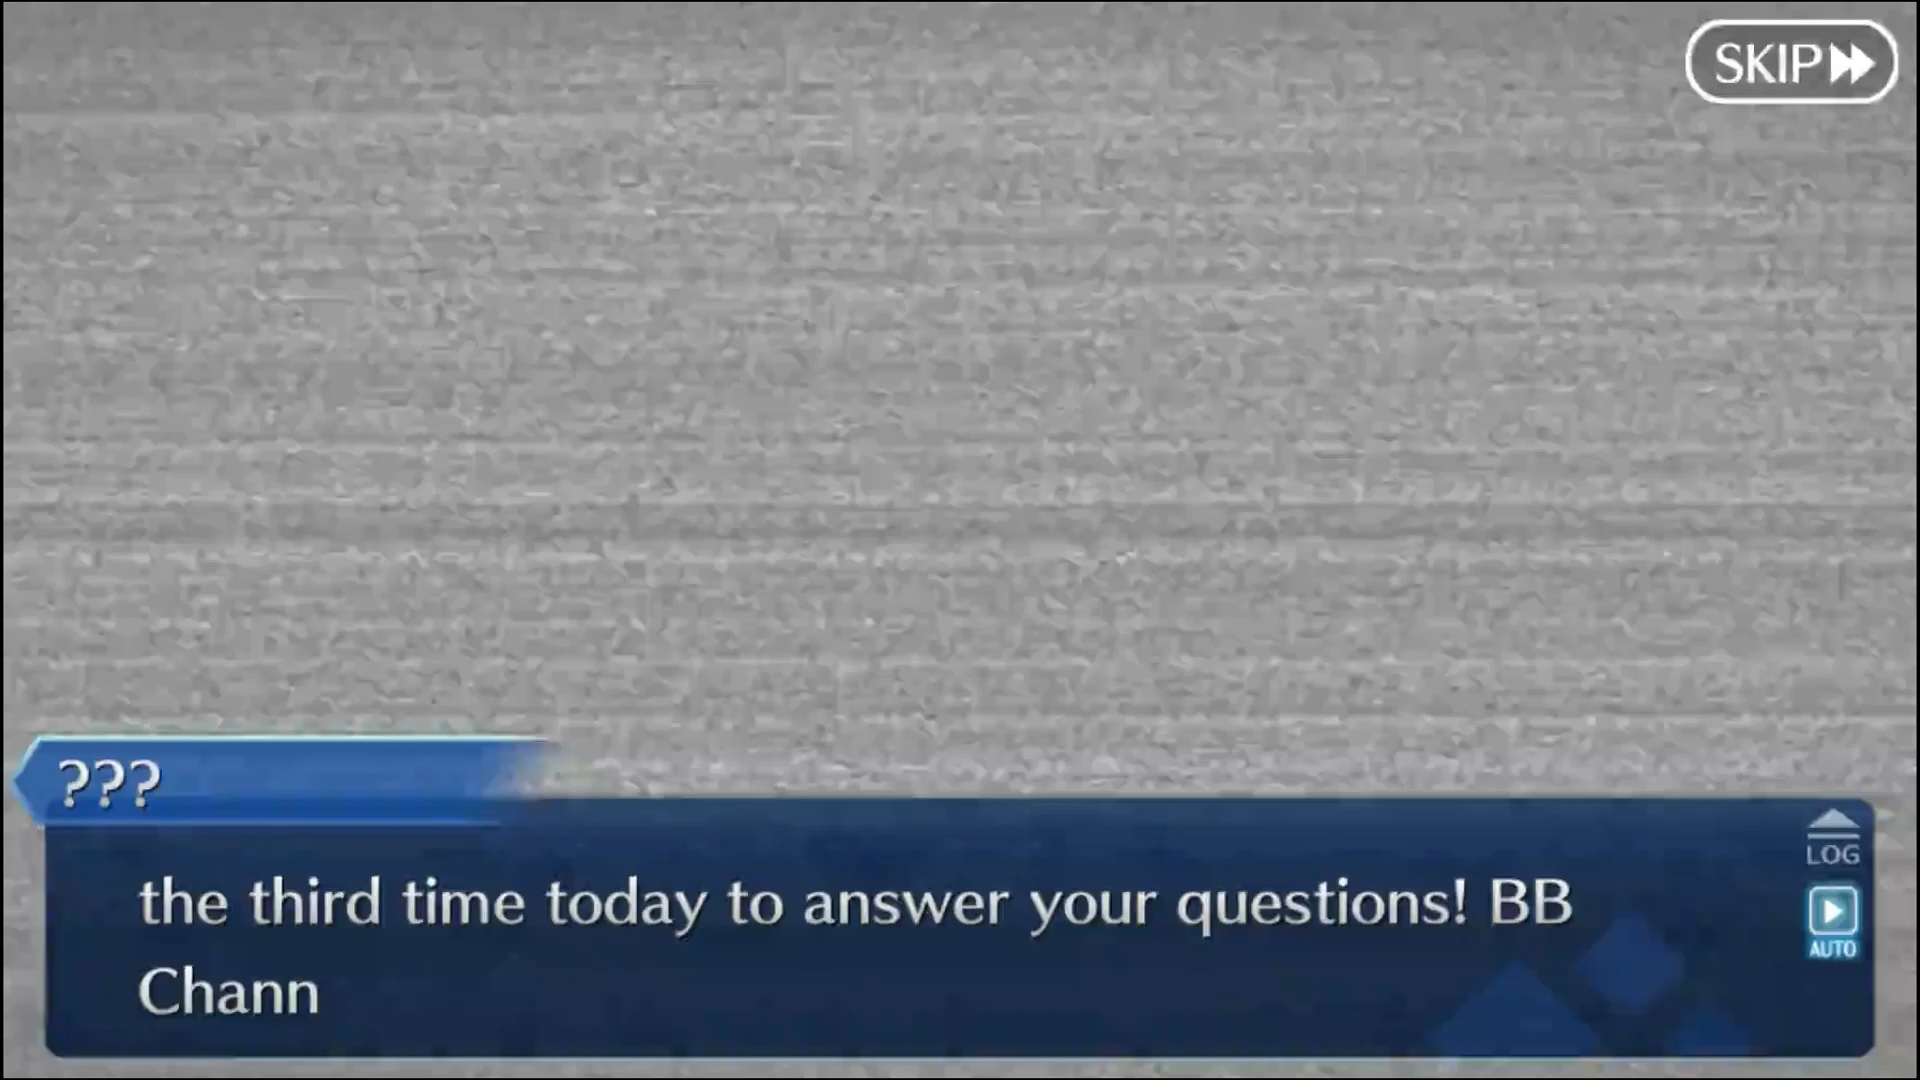 SKIP
???
LOG
the third time today to answer your questions! BB
AUTO
Chann